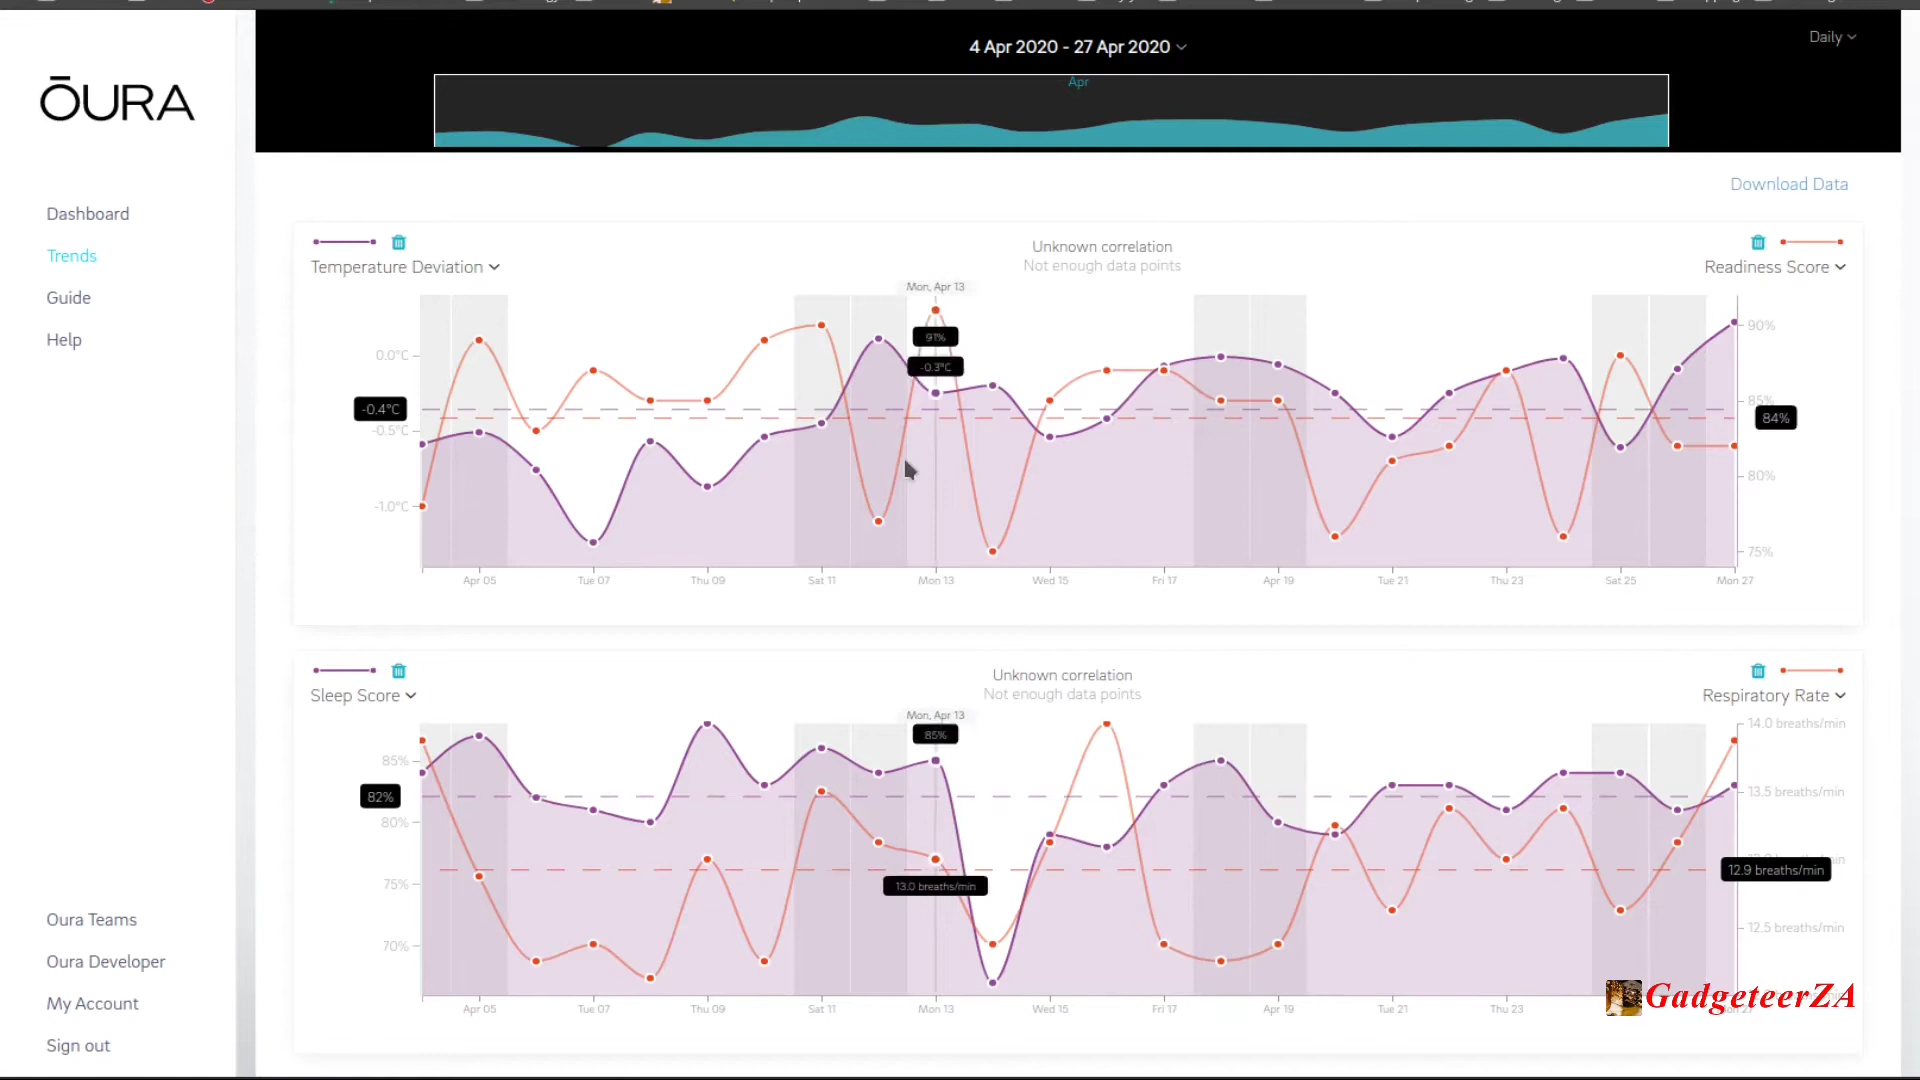 4 Apr 2020 - 27 Apr 2020
Daily
Apr
ŌURA
Dashboard
Trends
Guide
Help
Oura Teams
Oura Developer
My Account
Sign out
Download Data
Temperature Deviation
Unknown correlation
Not enough data points
Readiness Score
Mon, Apr 13
91%
-0.3°C
0.0°C
-0.4°C
-0.5°C
-1.0°C
90%
85%
84%
80%
75%
Apr 05 Tue 07 Thu 09 Sat 11 Mon 13 Wed 15 Fri 17 Apr 19 Tue 21 Thu 23 Sat 25 Mon 27
Sleep Score
Unknown correlation
Not enough data points
Respiratory Rate
Mon, Apr 13
85%
13.0 breaths/min
85%
82%
80%
75%
70%
14.0 breaths/min
13.5 breaths/min
12.9 breaths/min
12.5 breaths/min
Apr 05 Tue 07 Thu 09 Sat 11 Mon 13 Wed 15 Fri 17 Apr 19 Tue 21 Thu 23
GadgeteerZA